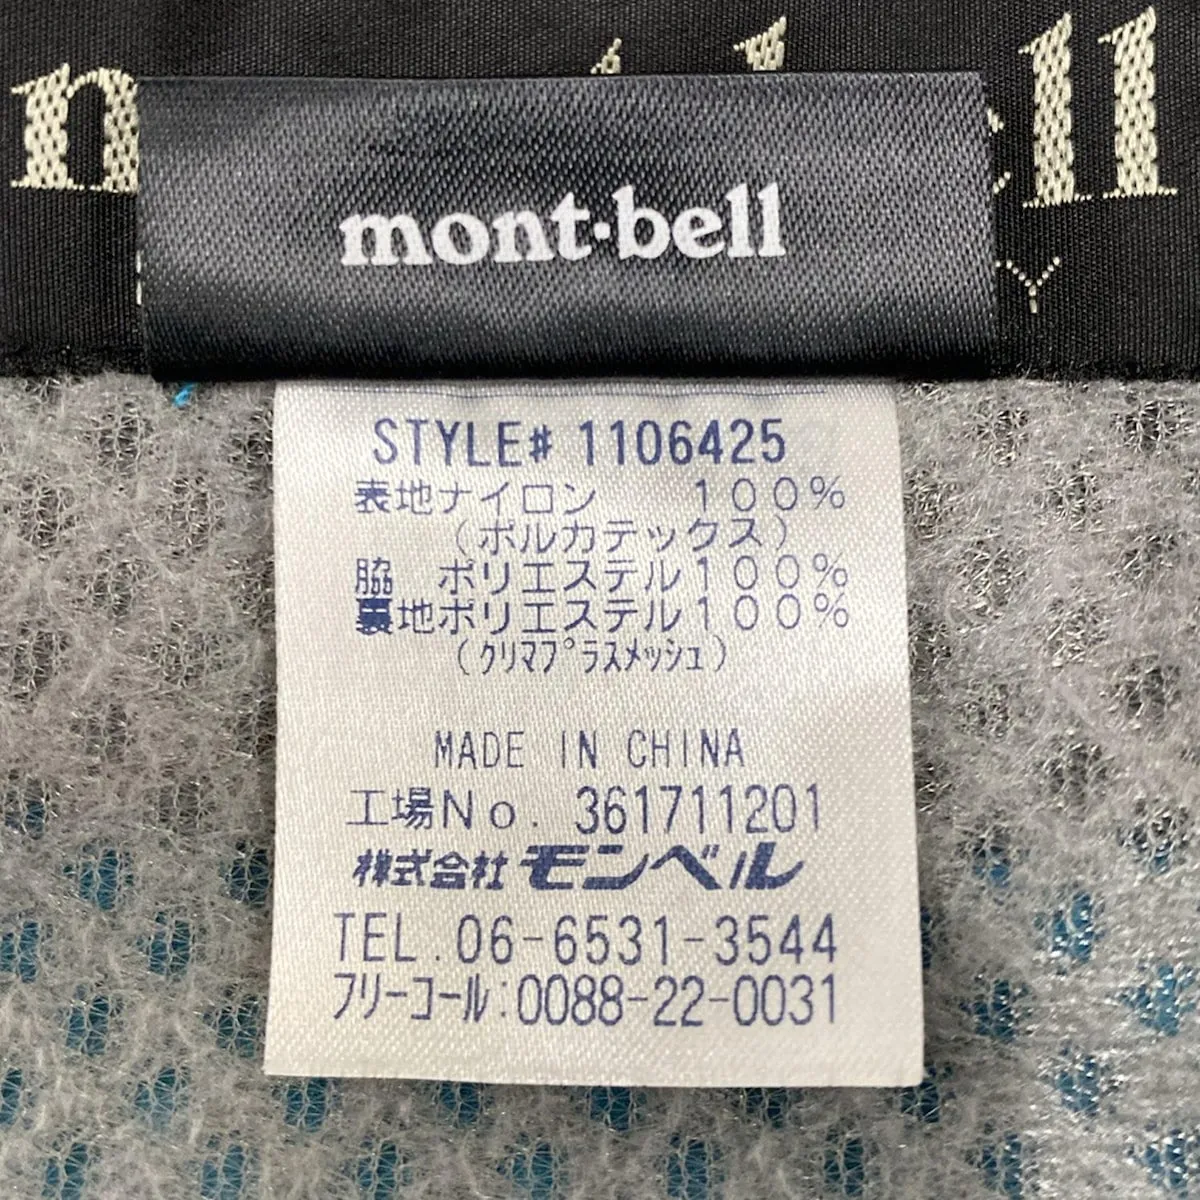 mont·bell
STYLE# 1106425
表地ナイロン 100%
(ポルカテックス)
脇 ポリエステル100%
裏地ポリエステル100%
(クリマプラスメッシュ)
MADE IN CHINA
工場No. 361711201
株式会社モンベル
TEL. 06-6531-3544
フリーコール:0088-22-0031